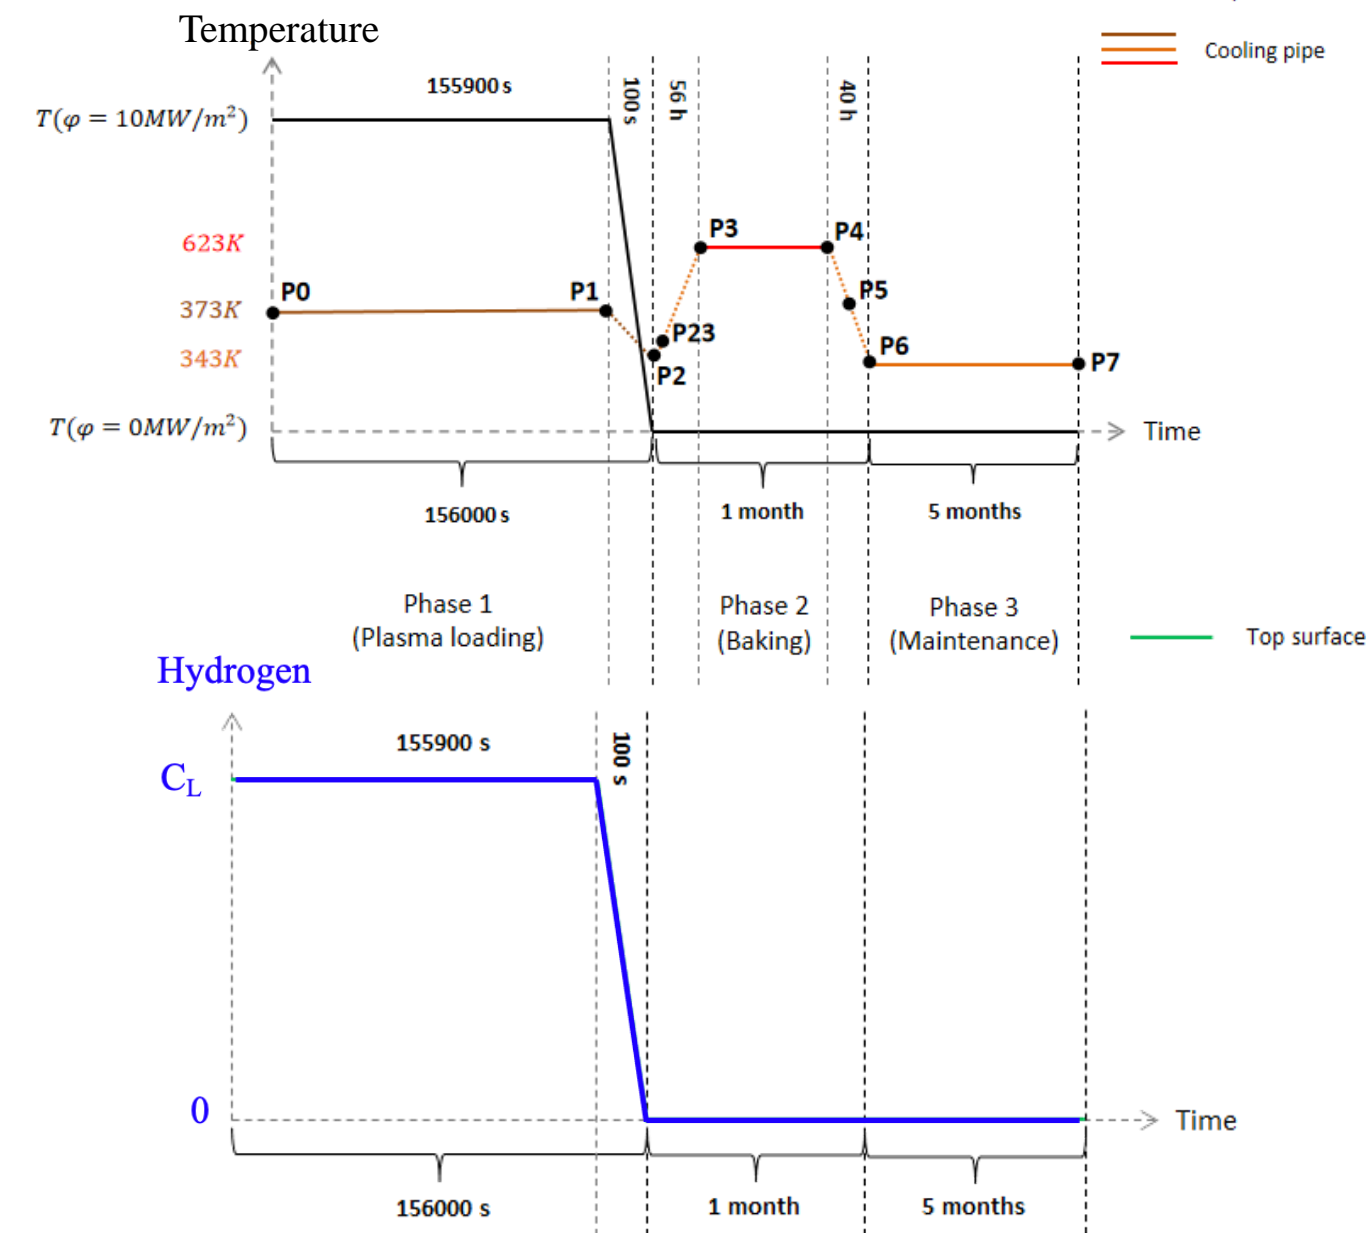 Temperature
Cooling pipe
155900 s
100 s
56 h
40 h
T(φ = 10MW/m²)
623K
P3
P4
373K
P0
P1
P5
P23
343K
P2
P6
P7
T(φ = 0MW/m²)
Time
156000 s
1 month
5 months
Phase 1
(Plasma loading)
Phase 2
(Baking)
Phase 3
(Maintenance)
Top surface
Hydrogen
155900 s
100 s
C_L
0
Time
156000 s
1 month
5 months